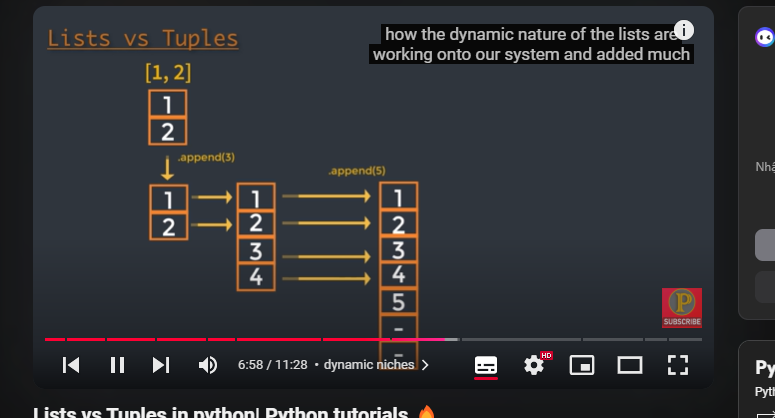 Lists vs Tuples
how the dynamic nature of the lists are
working onto our system and added much
[1, 2]
1
2
.append(3)
.append(5)
1
2
1
2
3
4
1
2
3
4
5
-
-
P
SUBSCRIBE
6:58 / 11:28 • dynamic niches >
HD
Nhậ
Lists vs Tuples in python| Python tutorials 🔥
Py
Pyth